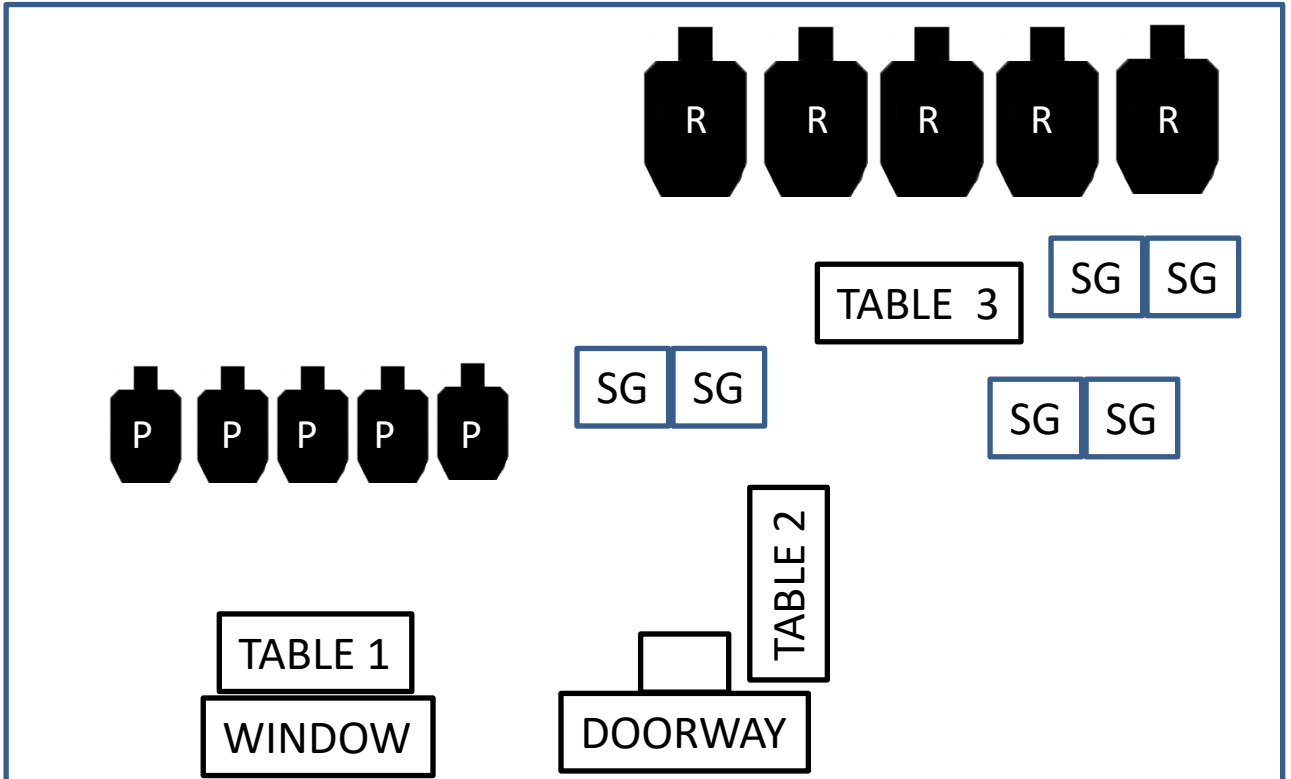 R R R R R
SG SG
TABLE 3
SG SG
SG SG
P P P P P
TABLE 2
TABLE 1
WINDOW
DOORWAY